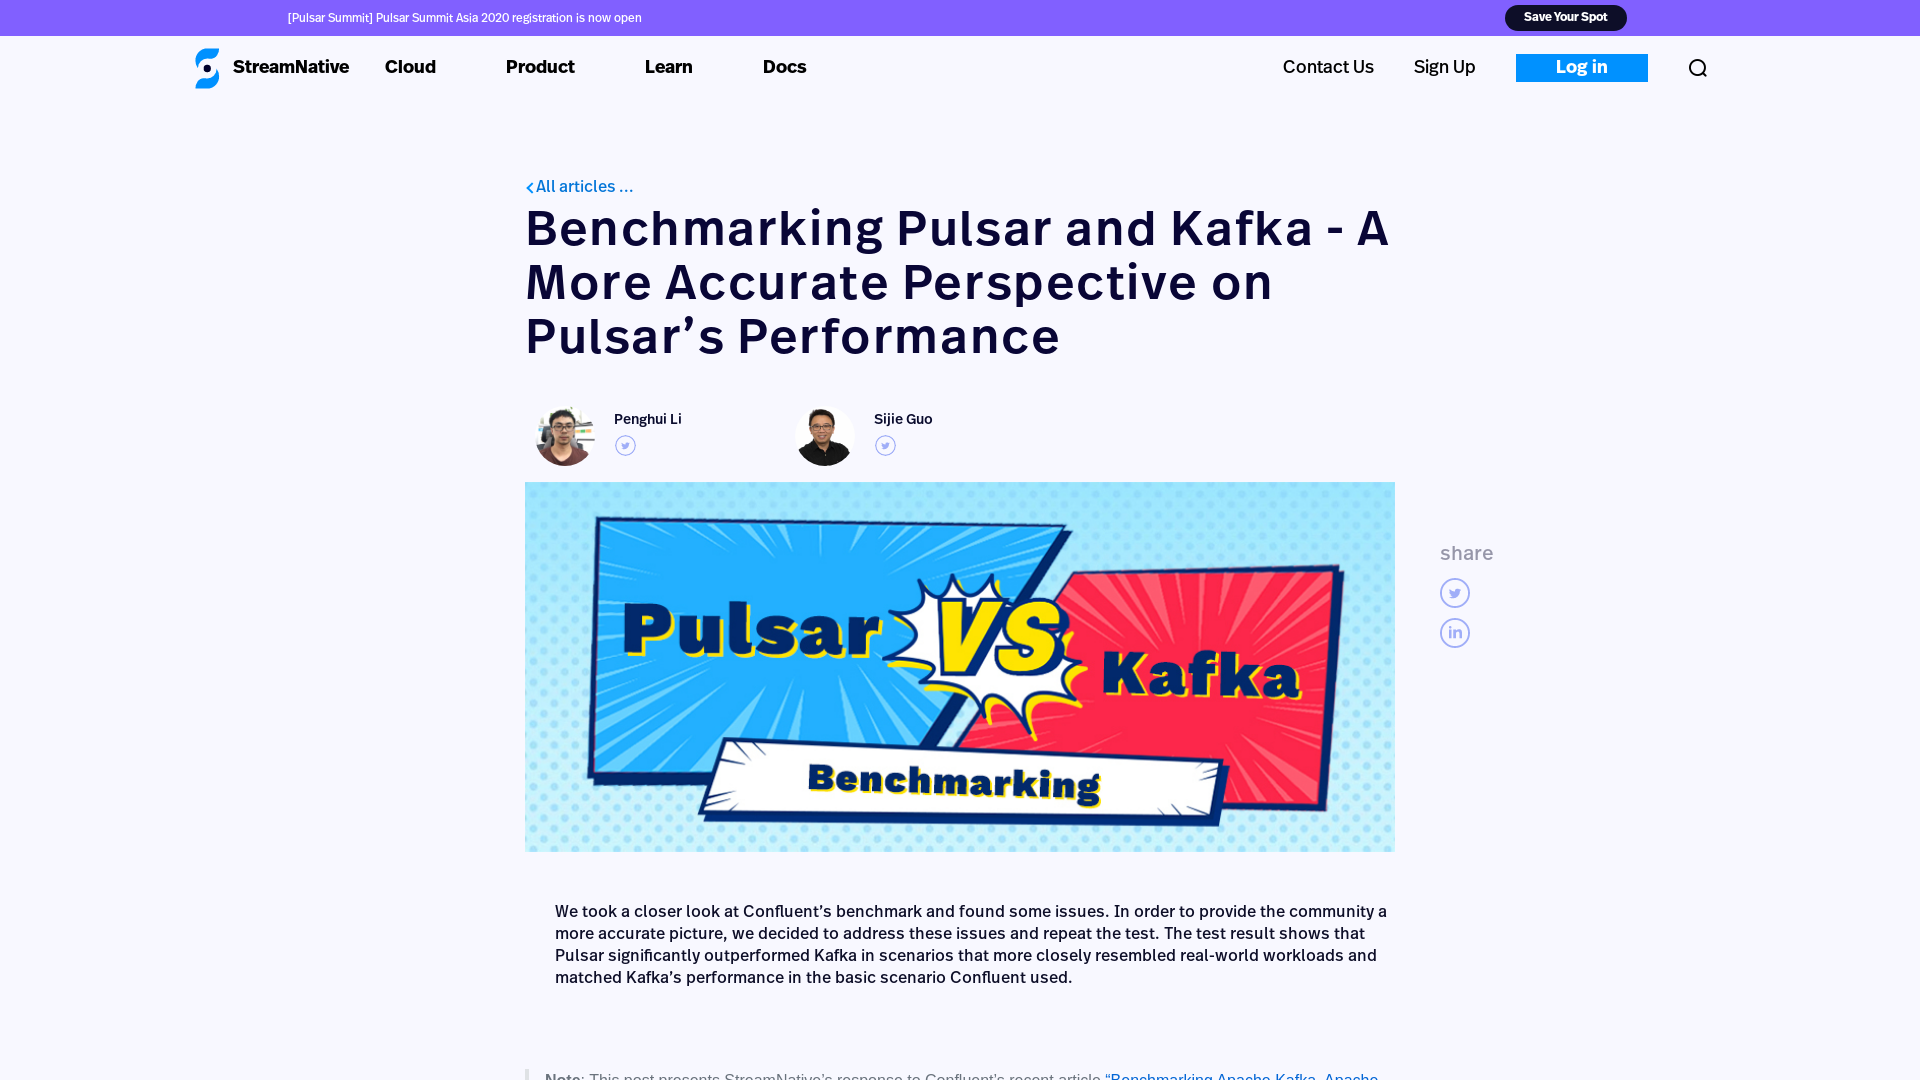 [Pulsar Summit] Pulsar Summit Asia 2020 registration is now open
Save Your Spot
StreamNative
Cloud
Product
Learn
Docs
Contact Us
Sign Up
Log in
All articles ...
Benchmarking Pulsar and Kafka - A
More Accurate Perspective on
Pulsar’s Performance
Penghui Li
Sijie Guo
Pulsar
VS
Kafka
Benchmarking
share
in
We took a closer look at Confluent’s benchmark and found some issues. In order to provide the community a
more accurate picture, we decided to address these issues and repeat the test. The test result shows that
Pulsar significantly outperformed Kafka in scenarios that more closely resembled real-world workloads and
matched Kafka’s performance in the basic scenario Confluent used.
Note: This post presents StreamNative’s response to Confluent’s recent article “Benchmarking Apache Kafka, Apache